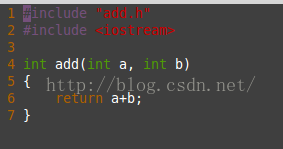 1 #include "add.h"
2 #include <iostream>
3
4 int add(int a, int b)
5 {
http://blog.csdn.net/
6     return a+b;
7 }